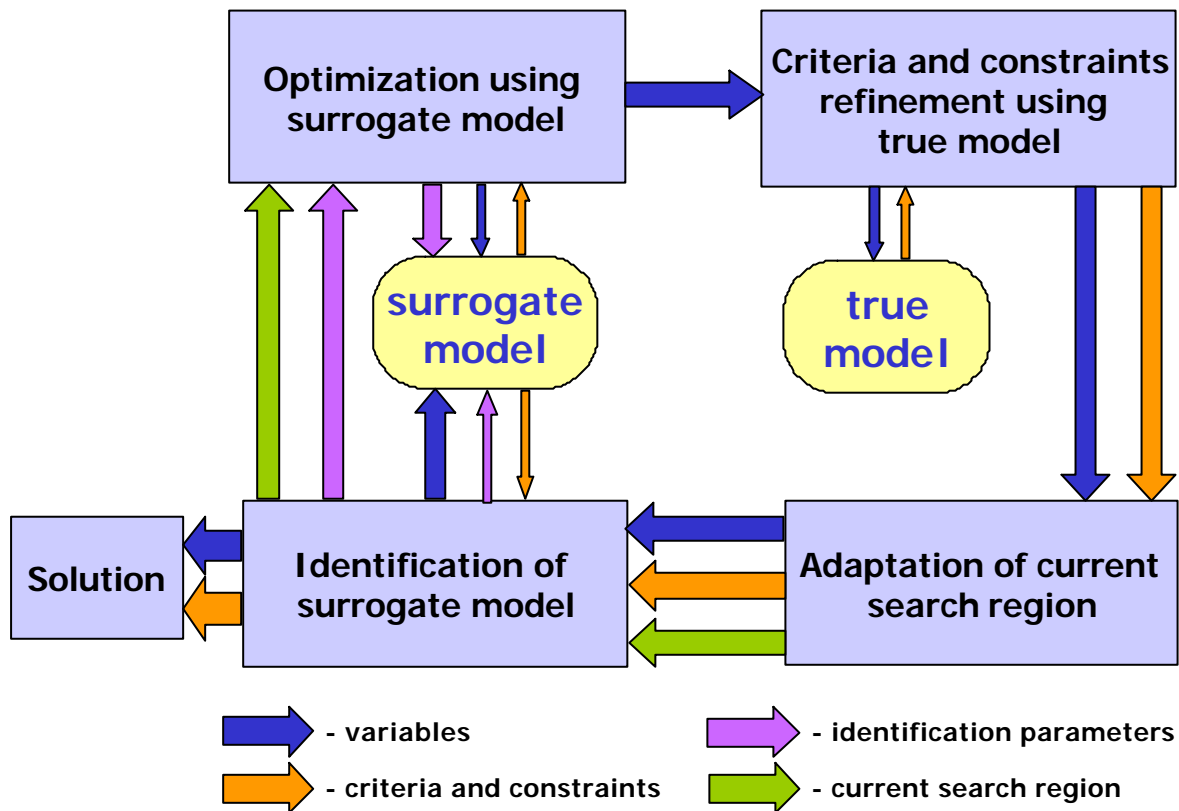 Optimization using
surrogate model
Criteria and constraints
refinement using
true model
surrogate
model
true
model
Solution
Identification of
surrogate model
Adaptation of current
search region
- variables
- identification parameters
- criteria and constraints
- current search region